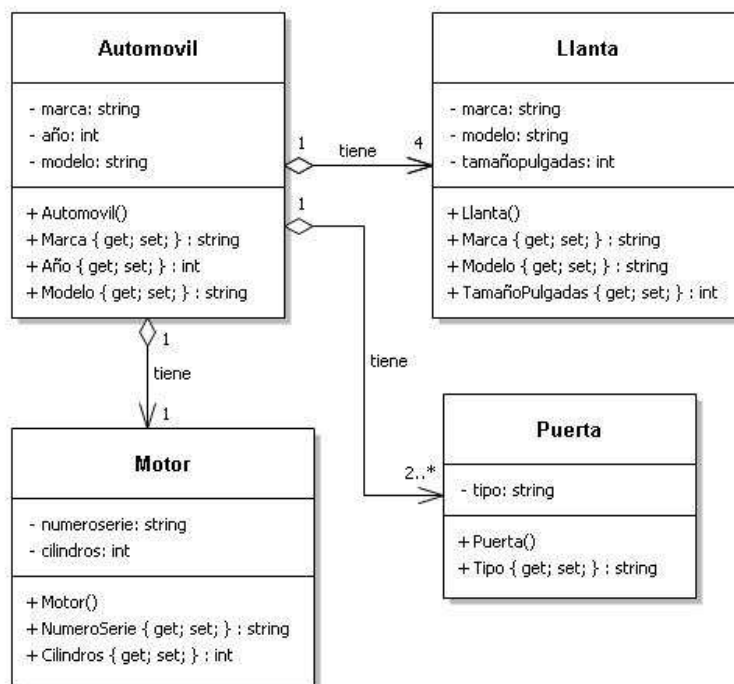 Automovil
- marca: string
- año: int
- modelo: string
+ Automovil()
+ Marca { get; set; } : string
+ Año { get; set; } : int
+ Modelo { get; set; } : string
1
tiene
4
Llanta
- marca: string
- modelo: string
- tamañopulgadas: int
+ Llanta()
+ Marca { get; set; } : string
+ Modelo { get; set; } : string
+ TamañoPulgadas { get; set; } : int
1
tiene
2..*
1
tiene
1
Motor
- numeroserie: string
- cilindros: int
+ Motor()
+ NumeroSerie { get; set; } : string
+ Cilindros { get; set; } : int
Puerta
- tipo: string
+ Puerta()
+ Tipo { get; set; } : string